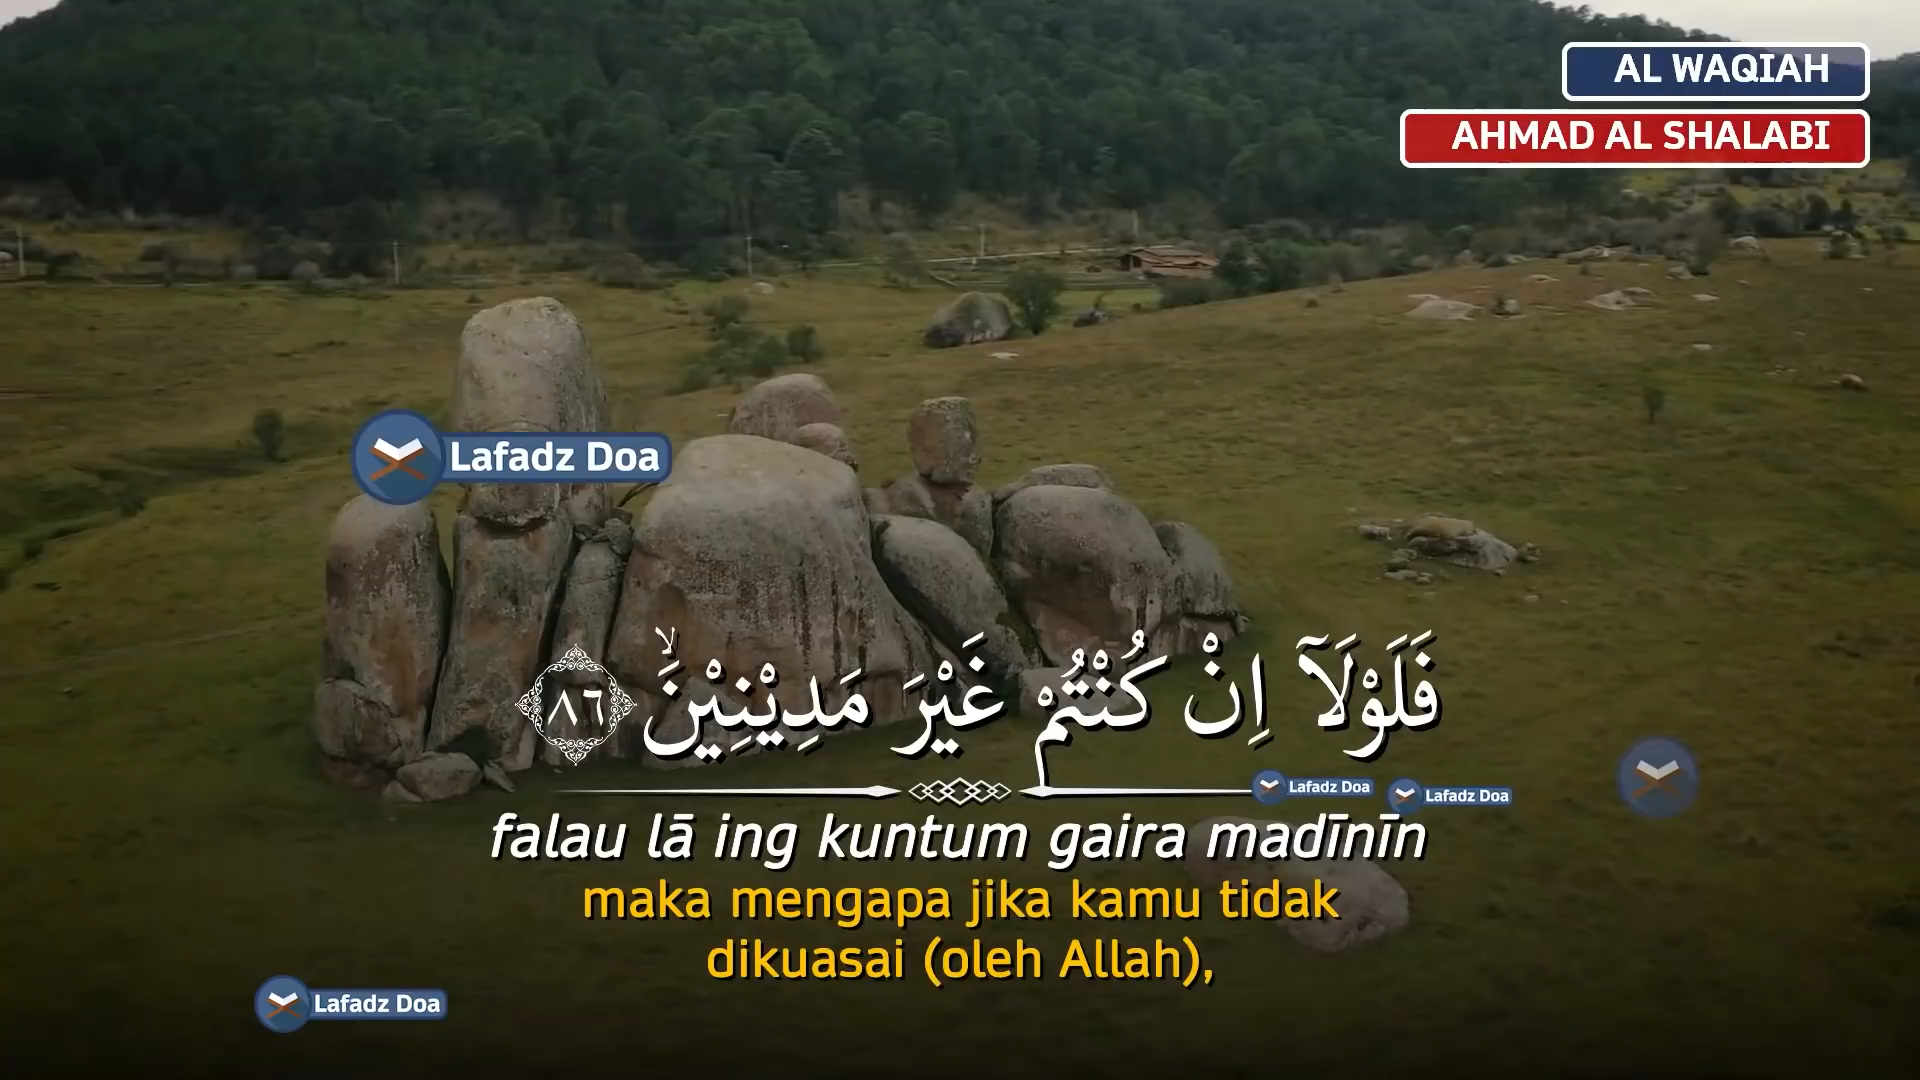 AL WAQIAH
AHMAD AL SHALABI
Lafadz Doa
فَلَوْلَآ اِنْ كُنْتُمْ غَيْرَ مَدِيْنِيْنَۙ ٨٦
Lafadz Doa
Lafadz Doa
falau lā ing kuntum gaira madīnīn
maka mengapa jika kamu tidak
dikuasai (oleh Allah),
Lafadz Doa